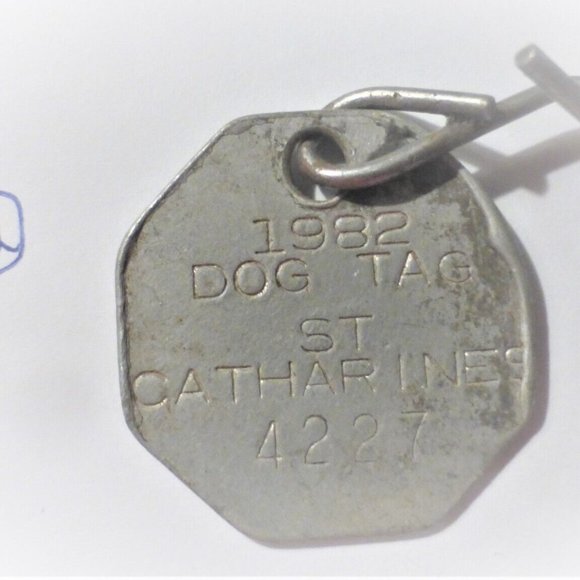 1982
DOG TAG
ST
CATHARINES
4227